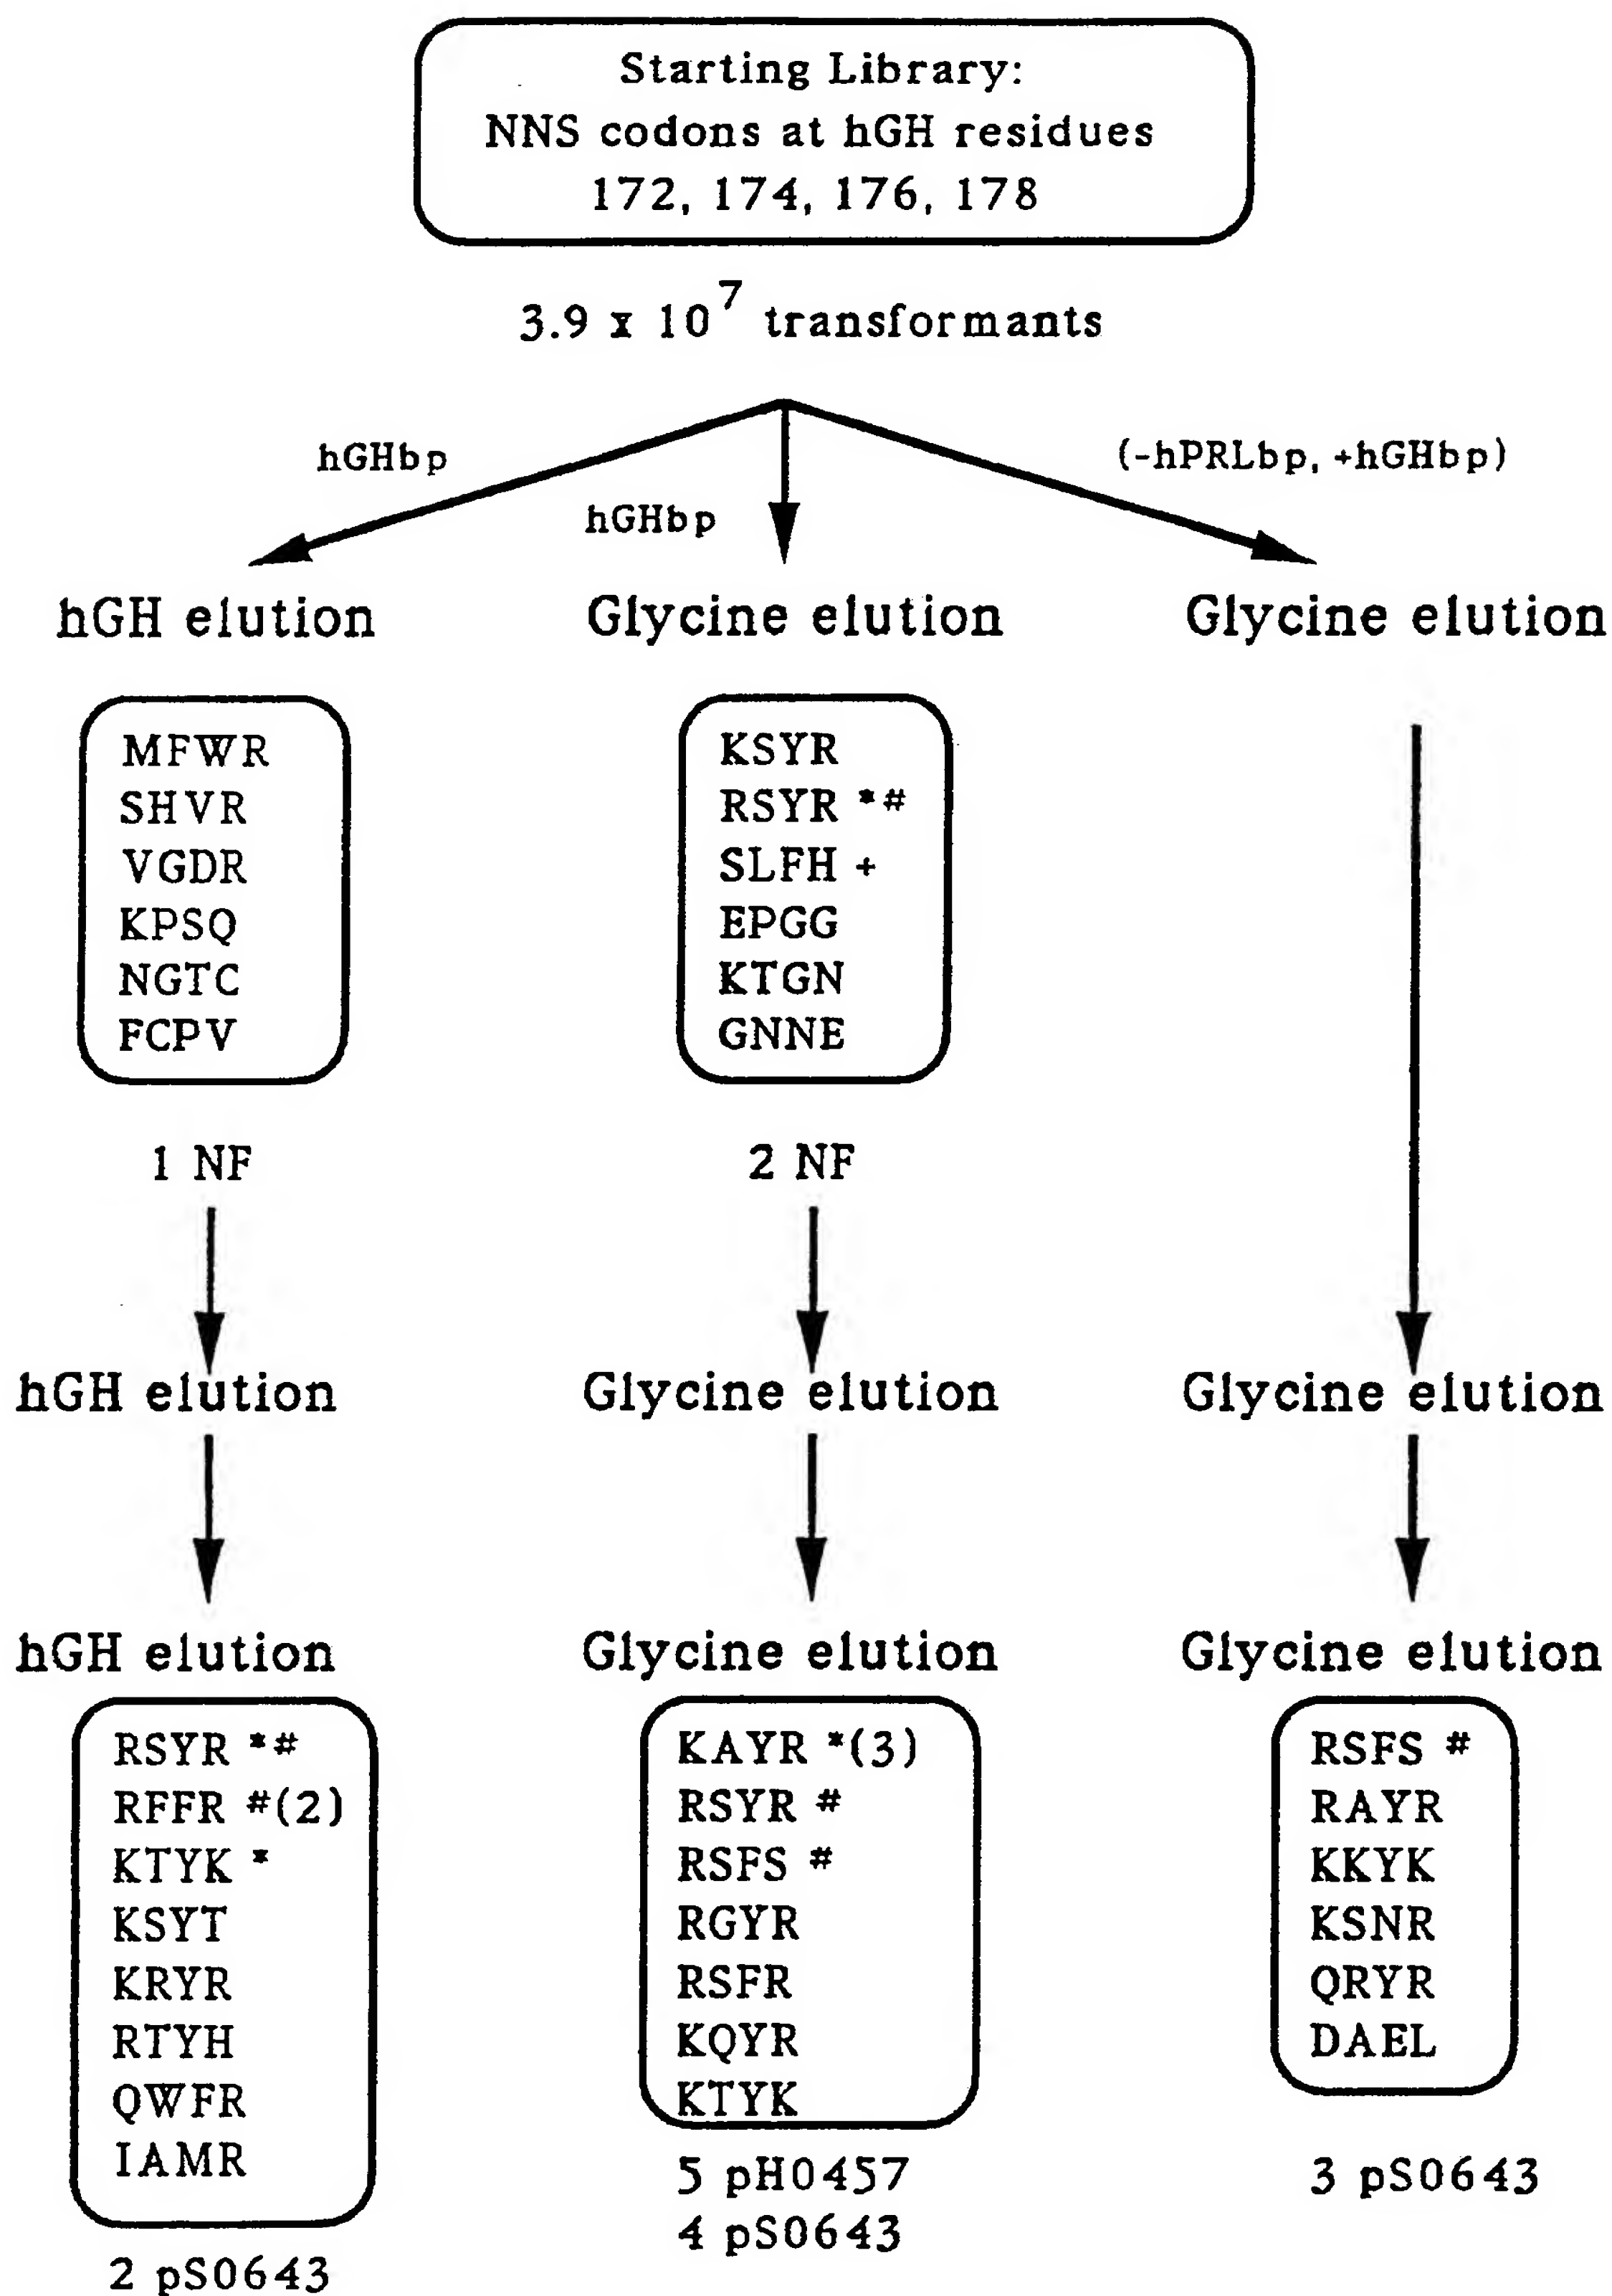 Starting Library:
NNS codons at hGH residues
172, 174, 176, 178
3.9 x 10^7 transformants
hGHbp
hGHbp
(-hPRLbp, +hGHbp)
hGH elution
Glycine elution
Glycine elution
MFWR
SHVR
VGDR
KPSQ
NGTC
FCPV
KSYR
RSYR *#
SLFH +
EPGG
KTGN
GNNE
1 NF
2 NF
hGH elution
Glycine elution
Glycine elution
hGH elution
Glycine elution
Glycine elution
RSYR *#
RFFR #(2)
KTYK *
KSYT
KRYR
RTYH
QWFR
IAMR
KAYR *(3)
RSYR #
RSFS #
RGYR
RSFR
KQYR
KTYK
RSFS #
RAYR
KKYK
KSNR
QRYR
DAEL
2 pS0643
5 pH0457
4 pS0643
3 pS0643